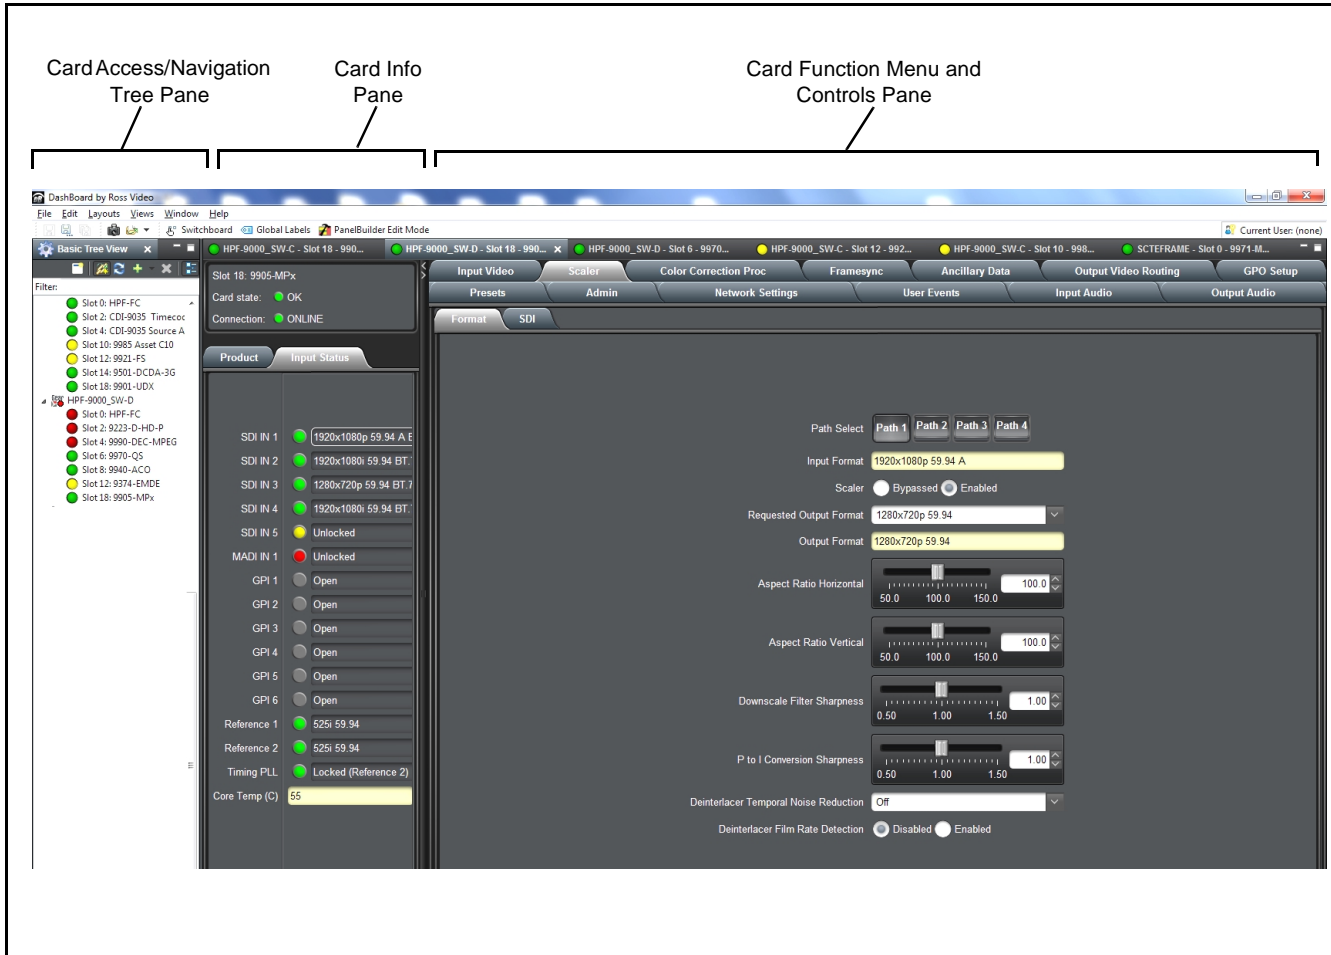 Card Access/Navigation
Tree Pane
Card Info
Pane
Card Function Menu and
Controls Pane
DashBoard by Ross Video
File Edit Layouts Views Window Help
Switchboard Global Labels PanelBuilder Edit Mode
Current User: (none)
Basic Tree View
HPF-9000_SW-C - Slot 18 - 990...
HPF-9000_SW-D - Slot 18 - 990...
HPF-9000_SW-D - Slot 6 - 9970...
HPF-9000_SW-C - Slot 12 - 992...
HPF-9000_SW-C - Slot 10 - 998...
SCTEFRAME - Slot 0 - 9971-M...
Filter:
Slot 0: HPF-FC
Slot 2: CDI-9035 Timecoc
Slot 4: CDI-9035 Source A
Slot 10: 9985 Asset C10
Slot 12: 9921-FS
Slot 14: 9501-DCDA-3G
Slot 18: 9901-UDX
HPF-9000_SW-D
Slot 0: HPF-FC
Slot 2: 9223-D-HD-P
Slot 4: 9990-DEC-MPEG
Slot 6: 9970-QS
Slot 8: 9940-ACO
Slot 12: 9374-EMDE
Slot 18: 9905-MPx
Slot 18: 9905-MPx
Card state: OK
Connection: ONLINE
Product Input Status
SDI IN 1 1920x1080p 59.94 A E
SDI IN 2 1920x1080i 59.94 BT.
SDI IN 3 1280x720p 59.94 BT.7
SDI IN 4 1920x1080i 59.94 BT.
SDI IN 5 Unlocked
MADI IN 1 Unlocked
GPI 1 Open
GPI 2 Open
GPI 3 Open
GPI 4 Open
GPI 5 Open
GPI 6 Open
Reference 1 525i 59.94
Reference 2 525i 59.94
Timing PLL Locked (Reference 2)
Core Temp (C) 55
Input Video Scaler Color Correction Proc Framesync Ancillary Data Output Video Routing GPO Setup
Presets Admin Network Settings User Events Input Audio Output Audio
Format SDI
Path Select Path 1 Path 2 Path 3 Path 4
Input Format 1920x1080p 59.94 A
Scaler Bypassed Enabled
Requested Output Format 1280x720p 59.94
Output Format 1280x720p 59.94
Aspect Ratio Horizontal 100.0
50.0 100.0 150.0
Aspect Ratio Vertical 100.0
50.0 100.0 150.0
Downscale Filter Sharpness 1.00
0.50 1.00 1.50
P to I Conversion Sharpness 1.00
0.50 1.00 1.50
Deinterlacer Temporal Noise Reduction Off
Deinterlacer Film Rate Detection Disabled Enabled